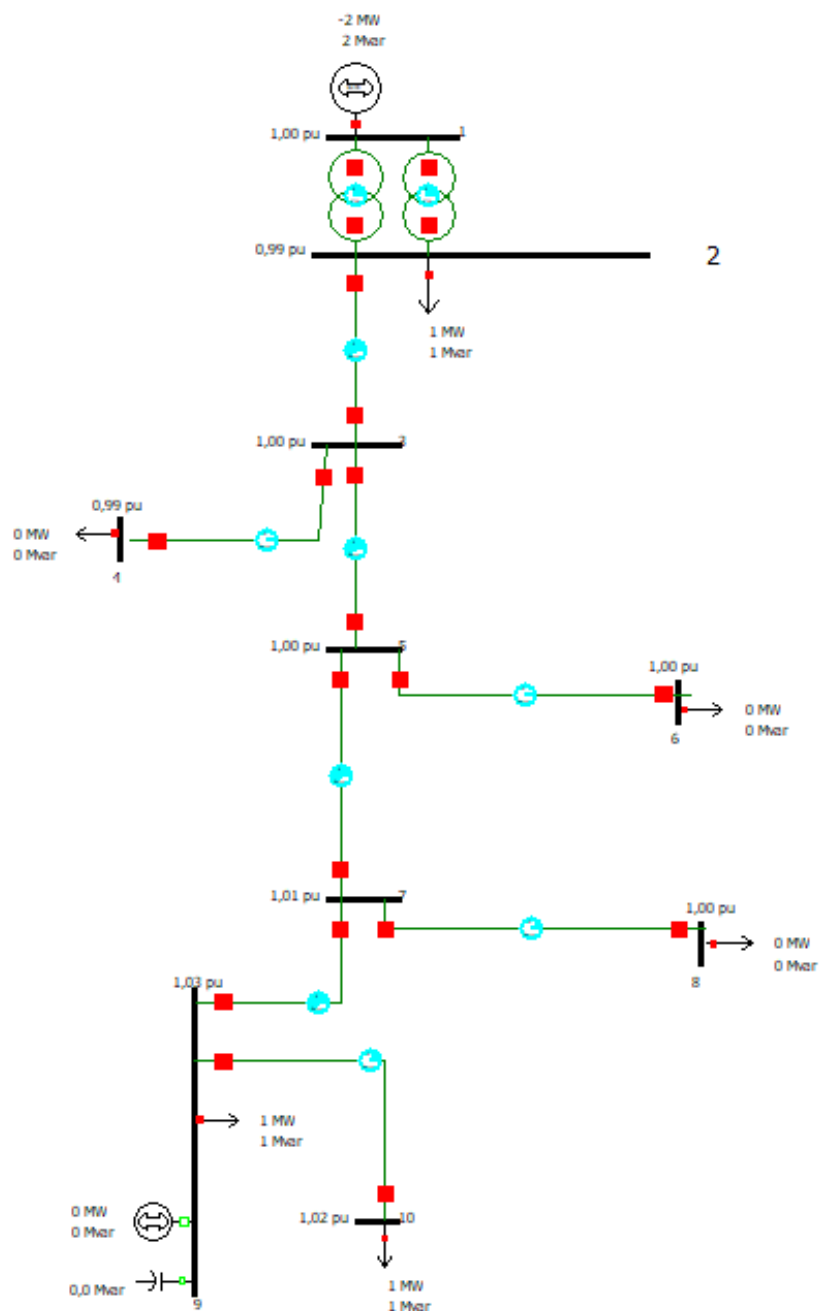 -2 MW
2 Mvar
1,00 pu
1
0,99 pu
2
1 MW
1 Mvar
1,00 pu
3
0,99 pu
0 MW
0 Mvar
4
1,00 pu
5
1,00 pu
0 MW
0 Mvar
6
1,01 pu
7
1,00 pu
0 MW
0 Mvar
8
1,03 pu
1 MW
1 Mvar
0 MW
0 Mvar
1,02 pu
10
0,0 Mvar
1 MW
1 Mvar
9